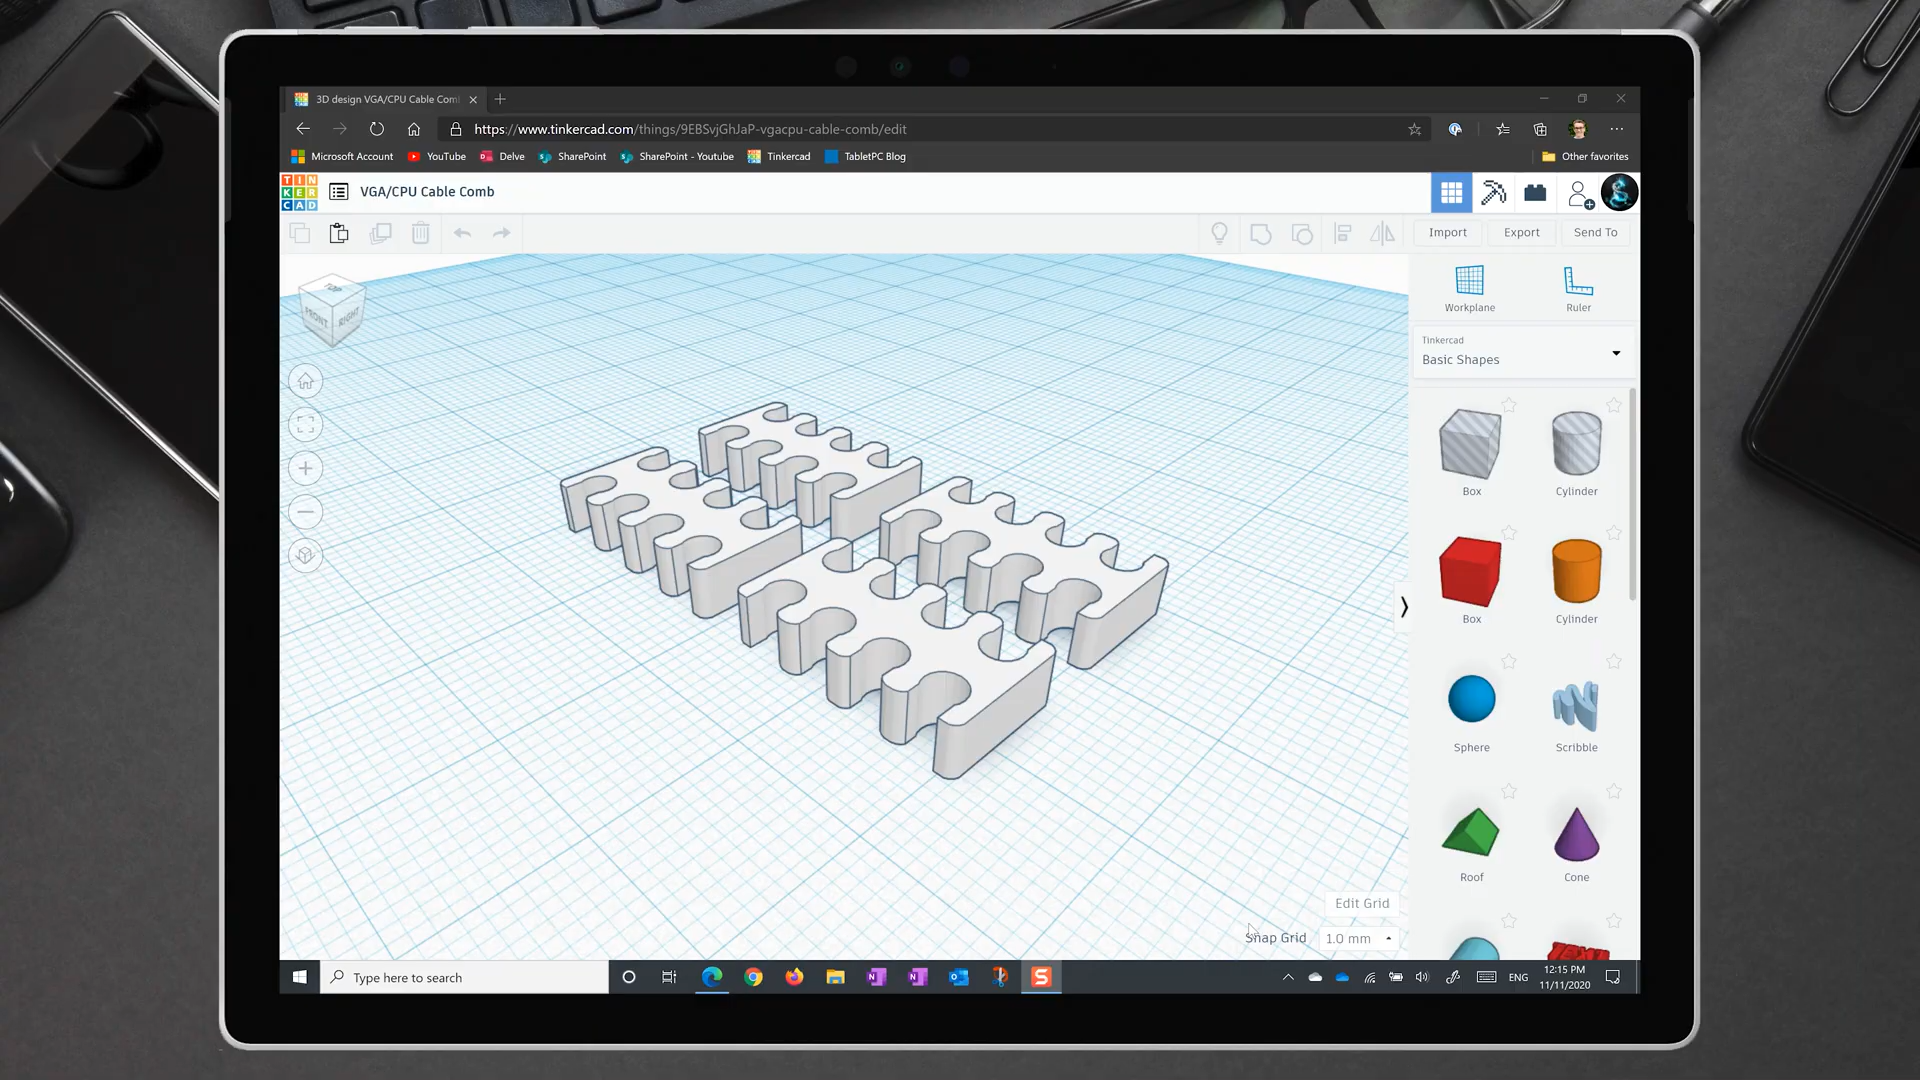 3D design VGA/CPU Cable Com
https://www.tinkercad.com/things/9EBSvjGhJaP-vgacpu-cable-comb/edit
Microsoft Account YouTube Delve SharePoint SharePoint - Youtube Tinkercad TabletPC Blog Other favorites
TIN
KER
CAD
VGA/CPU Cable Comb
Import Export Send To
TOP
FRONT RIGHT
Workplane Ruler
Tinkercad
Basic Shapes
Box Cylinder
Box Cylinder
Sphere Scribble
Roof Cone
Edit Grid
Snap Grid 1.0 mm
Type here to search
S
ENG
12:15 PM
11/11/2020